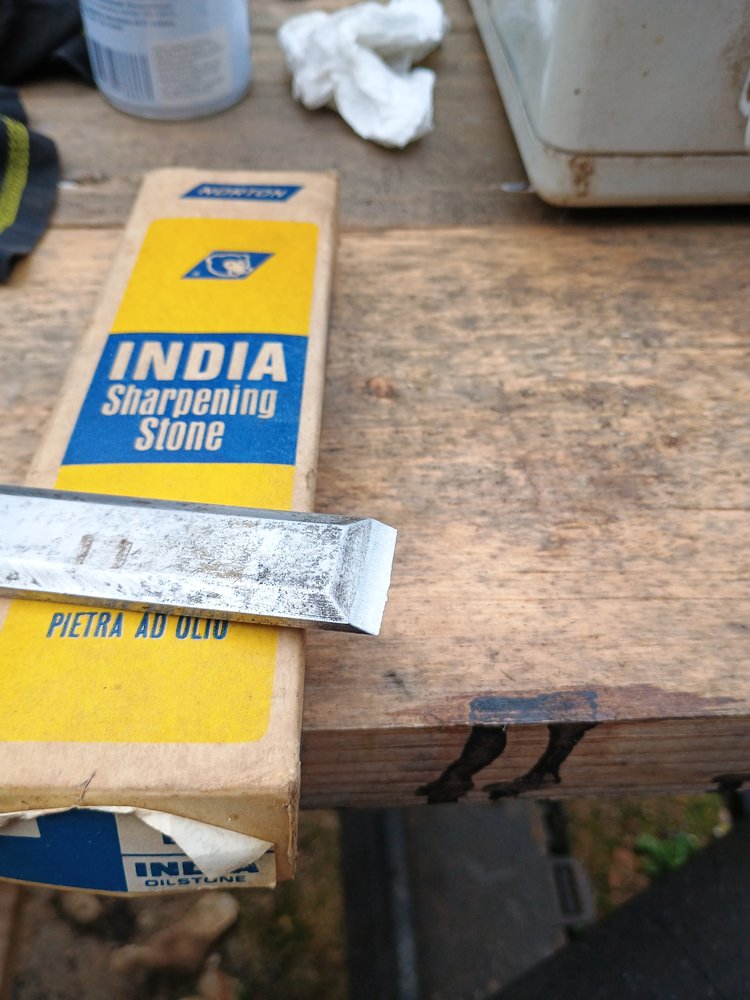 NORTON
INDIA
Sharpening
Stone
PIETRA AD OLIO
INDIA
OILSTONE